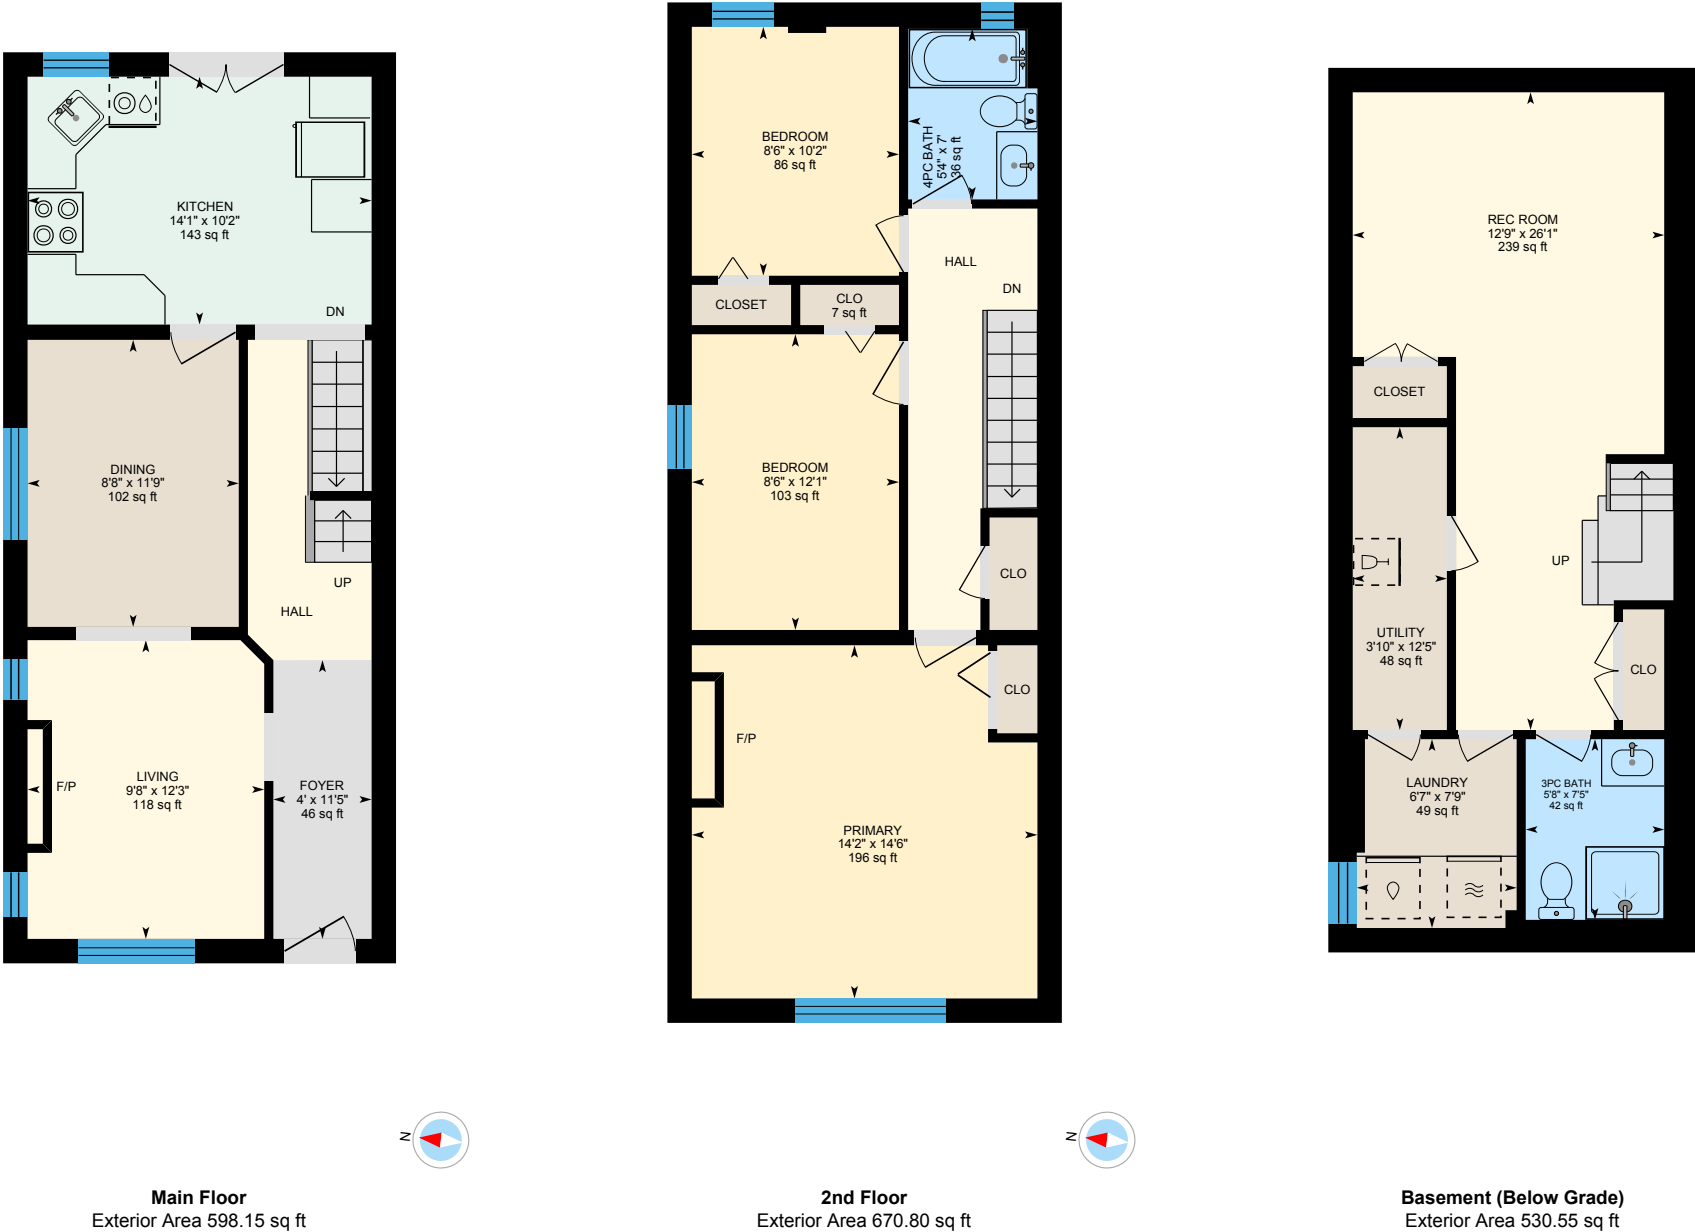 KITCHEN
14'1" x 10'2"
143 sq ft
DN
DINING
8'8" x 11'9"
102 sq ft
UP
HALL
F/P
LIVING
9'8" x 12'3"
118 sq ft
FOYER
4' x 11'5"
46 sq ft
N
Main Floor
Exterior Area 598.15 sq ft
BEDROOM
8'6" x 10'2"
86 sq ft
4PC BATH
5'4" x 7'
36 sq ft
HALL
DN
CLOSET
CLO
7 sq ft
BEDROOM
8'6" x 12'1"
103 sq ft
CLO
CLO
F/P
PRIMARY
14'2" x 14'6"
196 sq ft
N
2nd Floor
Exterior Area 670.80 sq ft
REC ROOM
12'9" x 26'1"
239 sq ft
CLOSET
UP
UTILITY
3'10" x 12'5"
48 sq ft
CLO
LAUNDRY
6'7" x 7'9"
49 sq ft
3PC BATH
5'8" x 7'5"
42 sq ft
Basement (Below Grade)
Exterior Area 530.55 sq ft